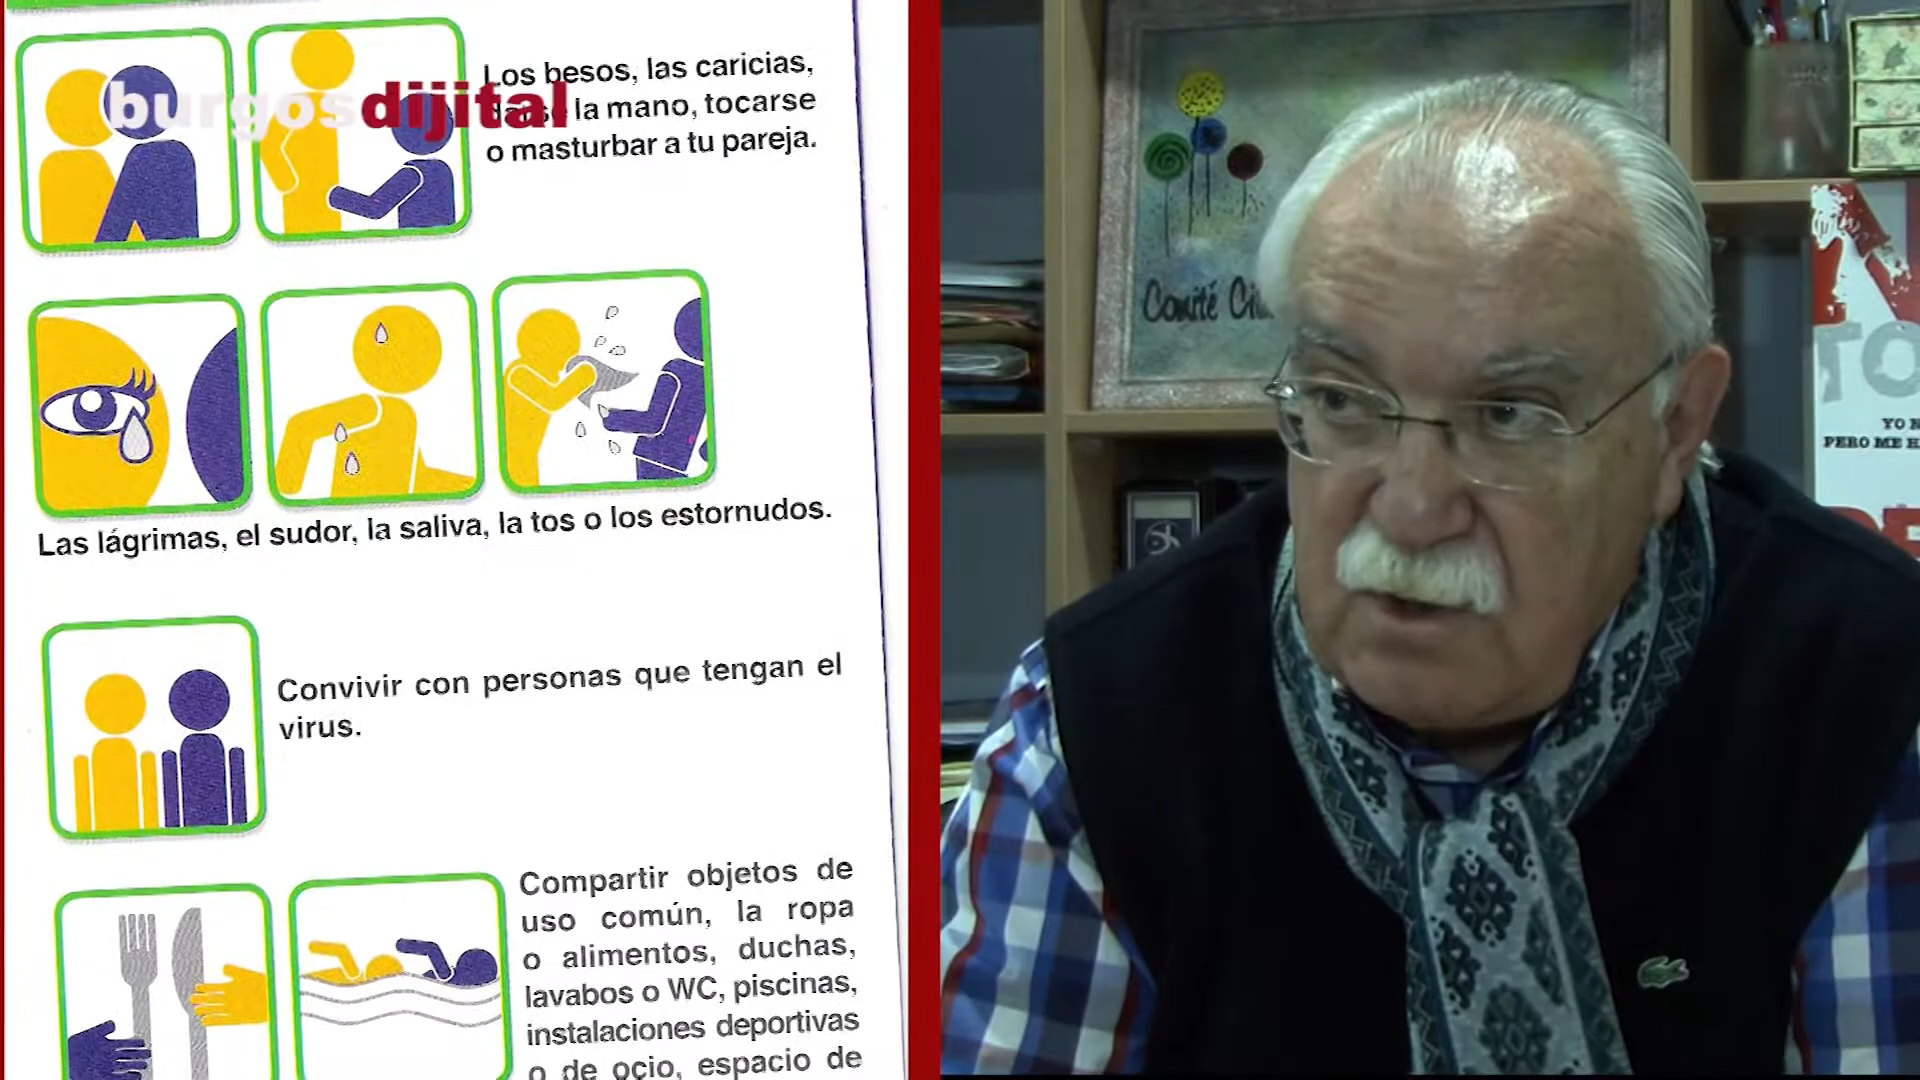 burgosdijital
Los besos, las caricias,
darse la mano, tocarse
o masturbar a tu pareja.
Las lágrimas, el sudor, la saliva, la tos o los estornudos.
Convivir con personas que tengan el
virus.
Compartir objetos de
uso común, la ropa
o alimentos, duchas,
lavabos o WC, piscinas,
instalaciones deportivas
o de ocio, espacio de
Comité
TO
YO
PERO ME